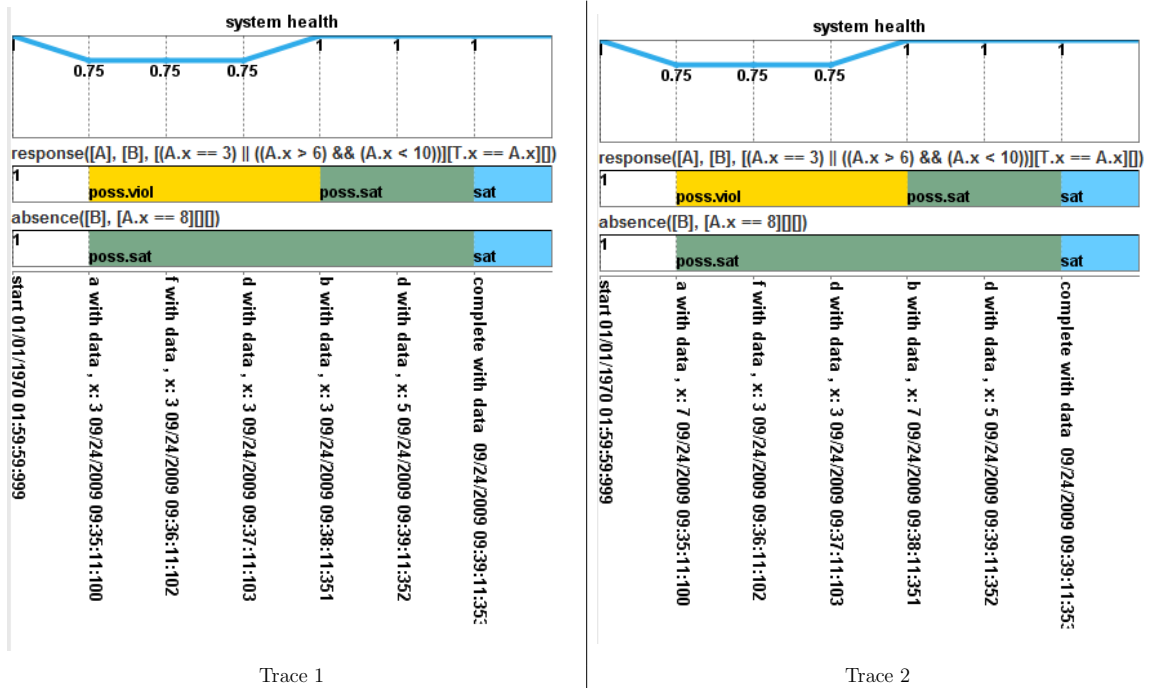 system health
1
0.75
0.75
0.75
1
1
1
response([A], [B], [(A.x == 3) || ((A.x > 6) && (A.x < 10))][T.x == A.x][])
1
poss.viol
poss.sat
sat
absence([B], [A.x == 8][][])
1
poss.sat
sat
start 01/01/1970 01:59:59:999
a with data , x: 3 09/24/2009 09:35:11:100
f with data , x: 3 09/24/2009 09:36:11:102
d with data , x: 3 09/24/2009 09:37:11:103
b with data , x: 3 09/24/2009 09:38:11:351
d with data , x: 5 09/24/2009 09:39:11:352
complete with data 09/24/2009 09:39:11:353
Trace 1
system health
1
0.75
0.75
0.75
1
1
1
response([A], [B], [(A.x == 3) || ((A.x > 6) && (A.x < 10))][T.x == A.x][])
1
poss.viol
poss.sat
sat
absence([B], [A.x == 8][][])
1
poss.sat
sat
start 01/01/1970 01:59:59:999
a with data , x: 7 09/24/2009 09:35:11:100
f with data , x: 3 09/24/2009 09:36:11:102
d with data , x: 3 09/24/2009 09:37:11:103
b with data , x: 7 09/24/2009 09:38:11:351
d with data , x: 5 09/24/2009 09:39:11:352
complete with data 09/24/2009 09:39:11:353
Trace 2